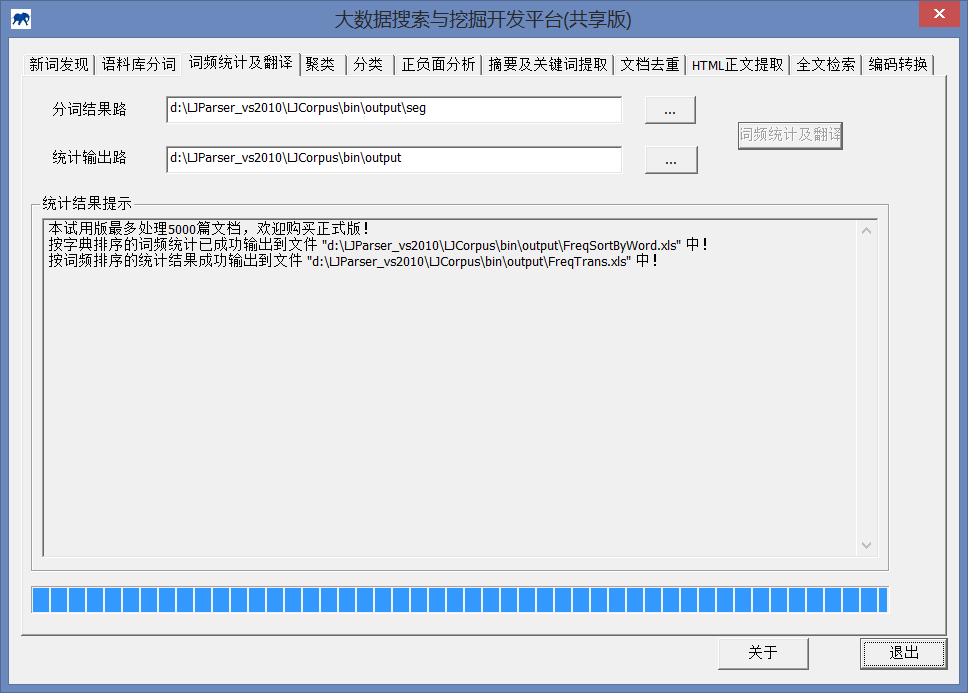 大数据搜索与挖掘开发平台(共享版)
新词发现 语料库分词 词频统计及翻译 聚类 分类 正负面分析 摘要及关键词提取 文档去重 HTML正文提取 全文检索 编码转换
分词结果路 d:\LJParser_vs2010\LJCorpus\bin\output\seg ...
词频统计及翻译
统计输出路 d:\LJParser_vs2010\LJCorpus\bin\output ...
统计结果提示
本试用版最多处理5000篇文档，欢迎购买正式版！
按字典排序的词频统计已成功输出到文件 "d:\LJParser_vs2010\LJCorpus\bin\output\FreqSortByWord.xls" 中！
按词频排序的统计结果成功输出到文件 "d:\LJParser_vs2010\LJCorpus\bin\output\FreqTrans.xls" 中！
关于 退出